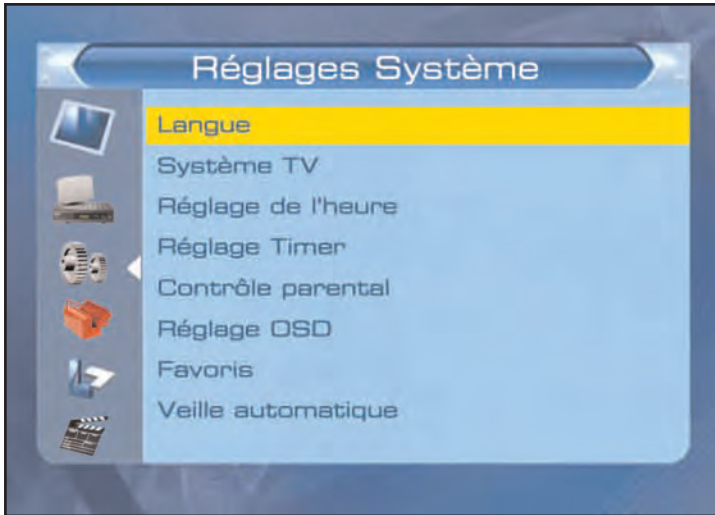 Réglages Système
Langue
Système TV
Réglage de l'heure
Réglage Timer
Contrôle parental
Réglage OSD
Favoris
Veille automatique